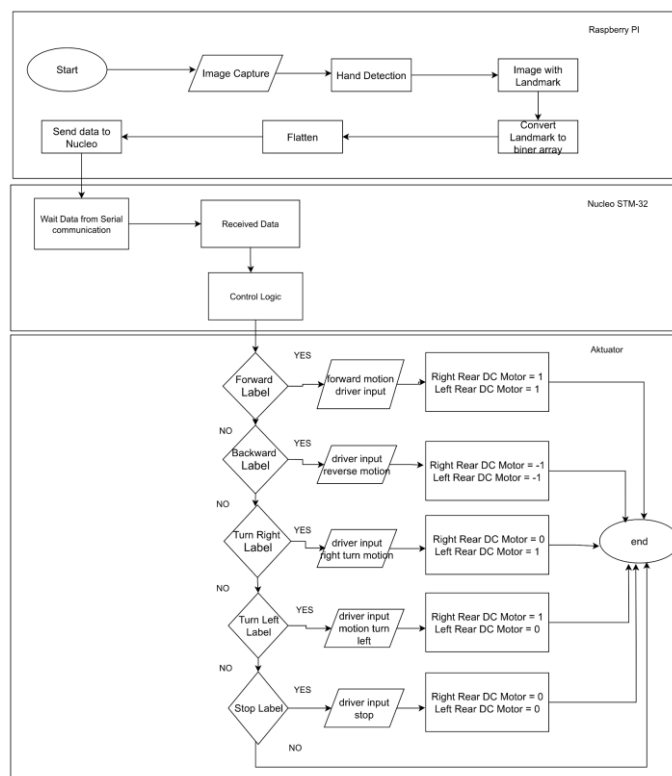 Raspberry PI
Start
Image Capture
Hand Detection
Image with
Landmark
Send data to
Nucleo
Flatten
Convert
Landmark to
biner array
Nucleo STM-32
Wait Data from Serial
communication
Received Data
Control Logic
Aktuator
YES
Forward
Label
forward motion
driver input
Right Rear DC Motor = 1
Left Rear DC Motor = 1
NO
YES
Backward
Label
driver input
reverse motion
Right Rear DC Motor = -1
Left Rear DC Motor = -1
NO
YES
Turn Right
Label
driver input
right turn motion
Right Rear DC Motor = 0
Left Rear DC Motor = 1
end
NO
YES
Turn Left
Label
driver input
motion turn
left
Right Rear DC Motor = 1
Left Rear DC Motor = 0
NO
YES
Stop Label
driver input
stop
Right Rear DC Motor = 0
Left Rear DC Motor = 0
NO